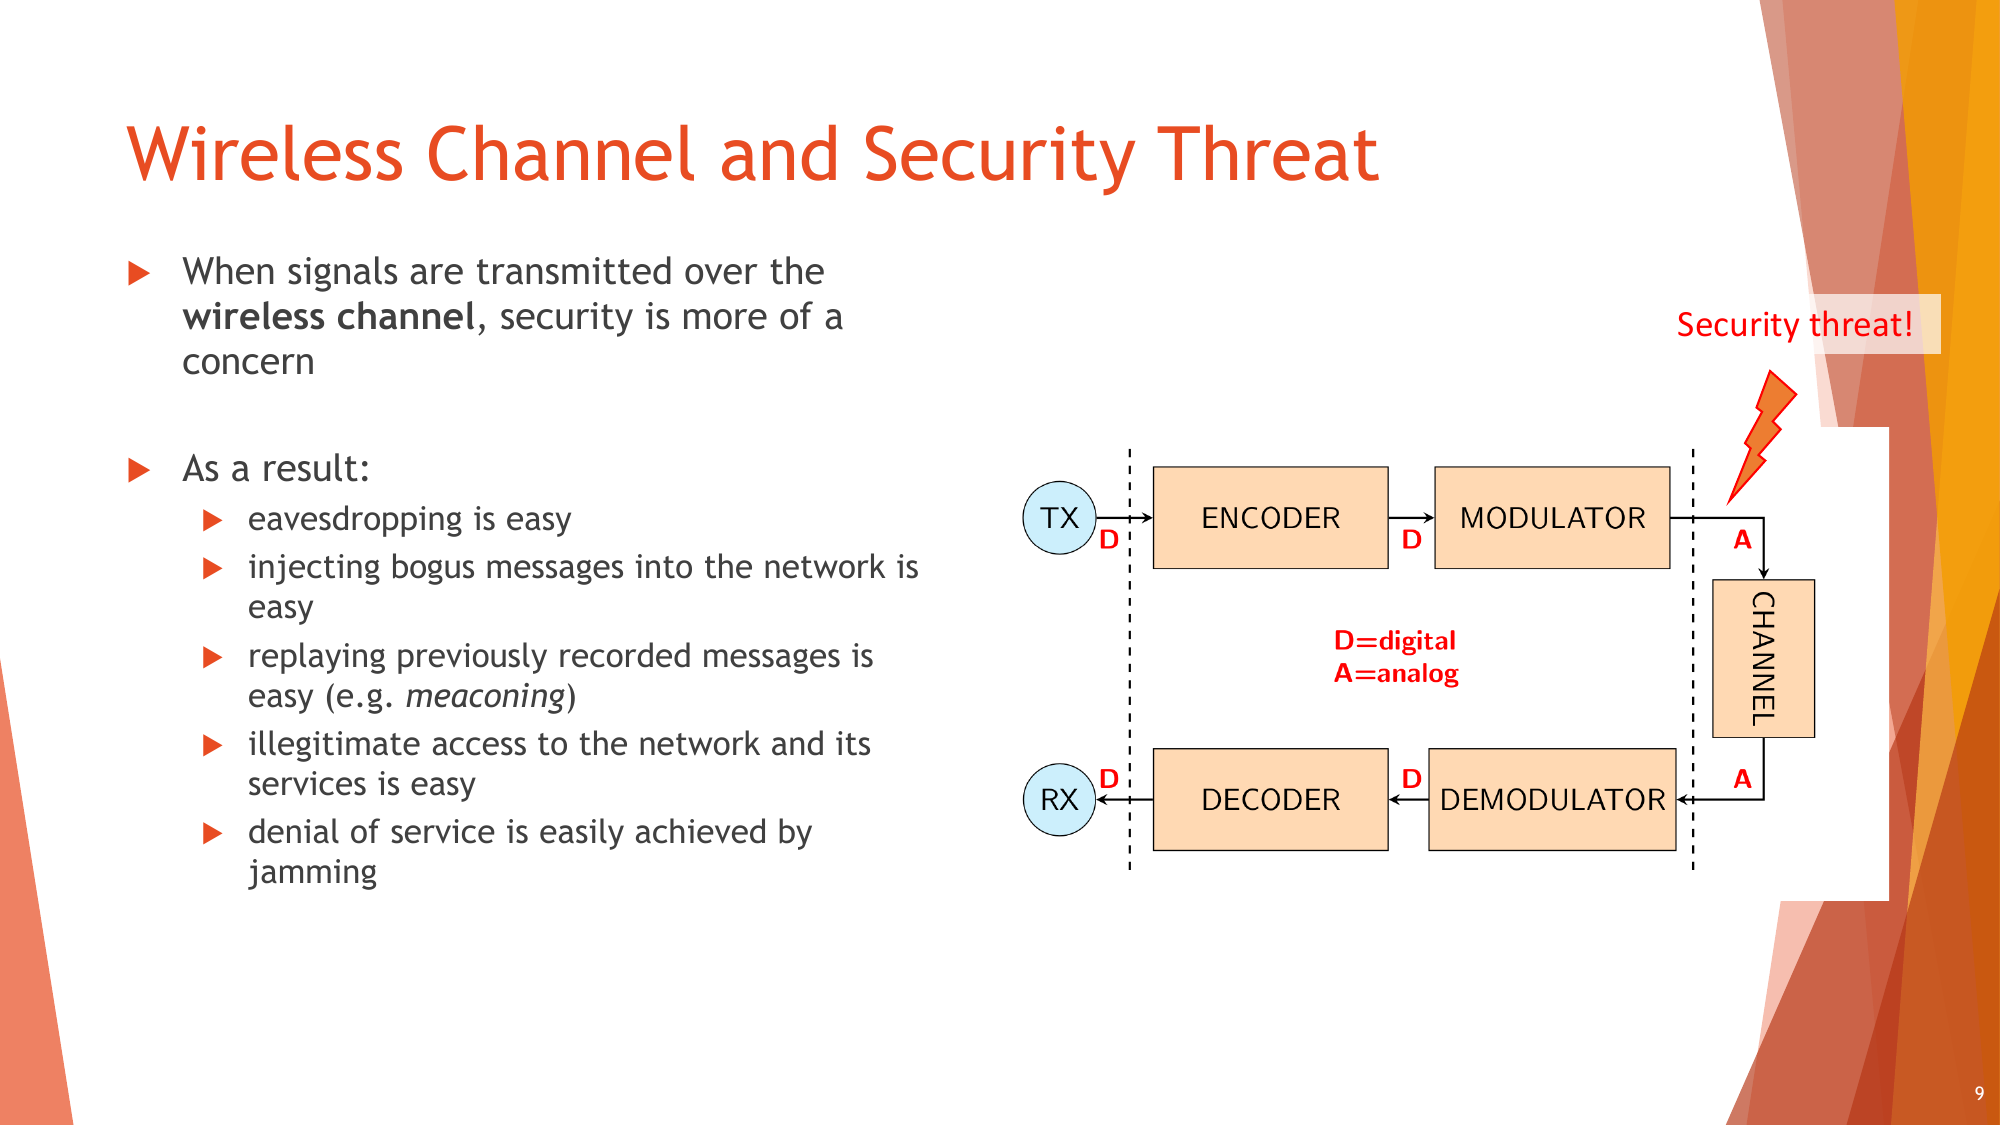 Wireless Channel and Security Threat
When signals are transmitted over the
wireless channel, security is more of a
concern
As a result:
eavesdropping is easy
injecting bogus messages into the network is
easy
replaying previously recorded messages is
easy (e.g. meaconing)
illegitimate access to the network and its
services is easy
denial of service is easily achieved by
jamming
Security threat!
TX
D
ENCODER
D
MODULATOR
A
CHANNEL
D=digital
A=analog
RX
D
DECODER
D
DEMODULATOR
A
9